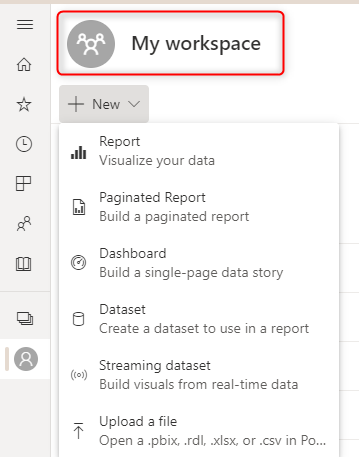 My workspace
New
Report
Visualize your data
Paginated Report
Build a paginated report
Dashboard
Build a single-page data story
Dataset
Create a dataset to use in a report
Streaming dataset
Build visuals from real-time data
Upload a file
Open a .pbix, .rdl, .xlsx, or .csv in Po...